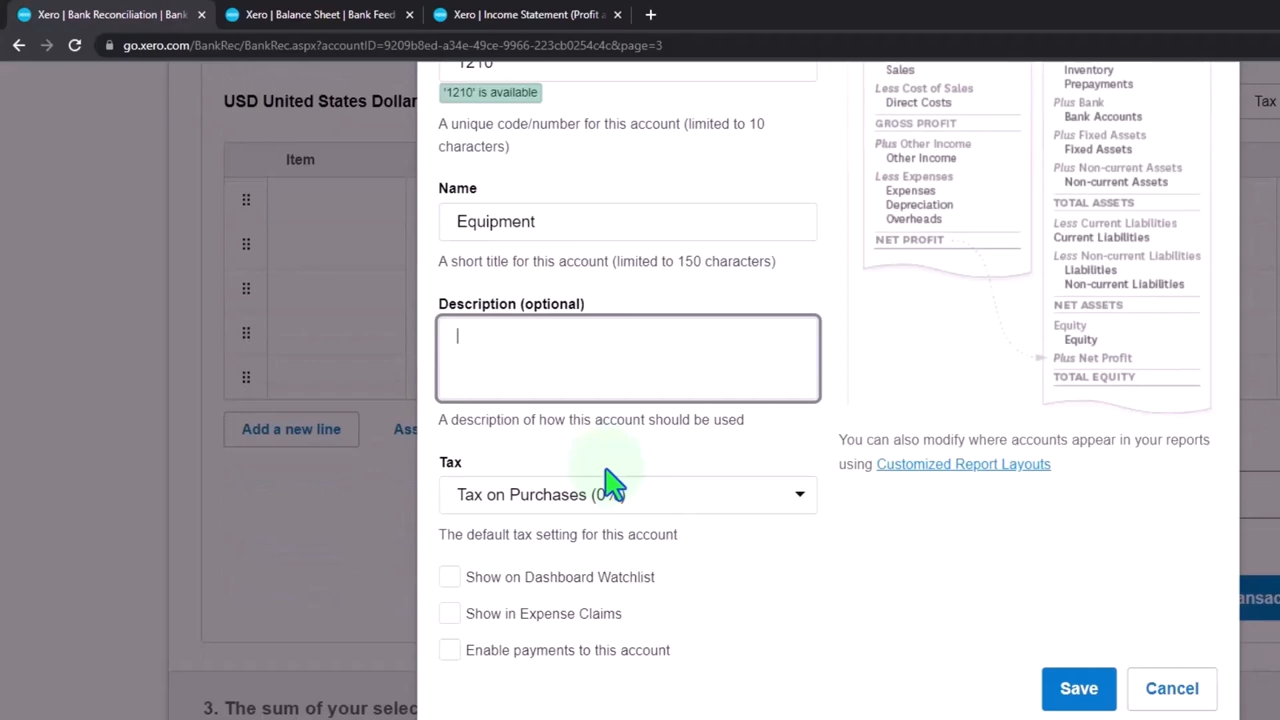 Xero | Bank Reconciliation | Bank
Xero | Balance Sheet | Bank Feed
Xero | Income Statement (Profit a
go.xero.com/BankRec/BankRec.aspx?accountID=9209b8ed-a34e-49ce-9966-223cb0254c4c&page=3
USD United States Dollar
Item
Add a new line
Ass
3. The sum of your selec
1210
'1210' is available
A unique code/number for this account (limited to 10
characters)
Name
Equipment
A short title for this account (limited to 150 characters)
Description (optional)
A description of how this account should be used
Tax
Tax on Purchases (0%)
The default tax setting for this account
Show on Dashboard Watchlist
Show in Expense Claims
Enable payments to this account
Sales
Less Cost of Sales
Direct Costs
GROSS PROFIT
Plus Other Income
Other Income
Less Expenses
Expenses
Depreciation
Overheads
NET PROFIT
Inventory
Prepayments
Plus Bank
Bank Accounts
Plus Fixed Assets
Fixed Assets
Plus Non-current Assets
Non-current Assets
TOTAL ASSETS
Less Current Liabilities
Current Liabilities
Less Non-current Liabilities
Liabilities
Non-current Liabilities
NET ASSETS
Equity
Equity
Plus Net Profit
TOTAL EQUITY
You can also modify where accounts appear in your reports
using Customized Report Layouts
Save
Cancel
Tax
ansac